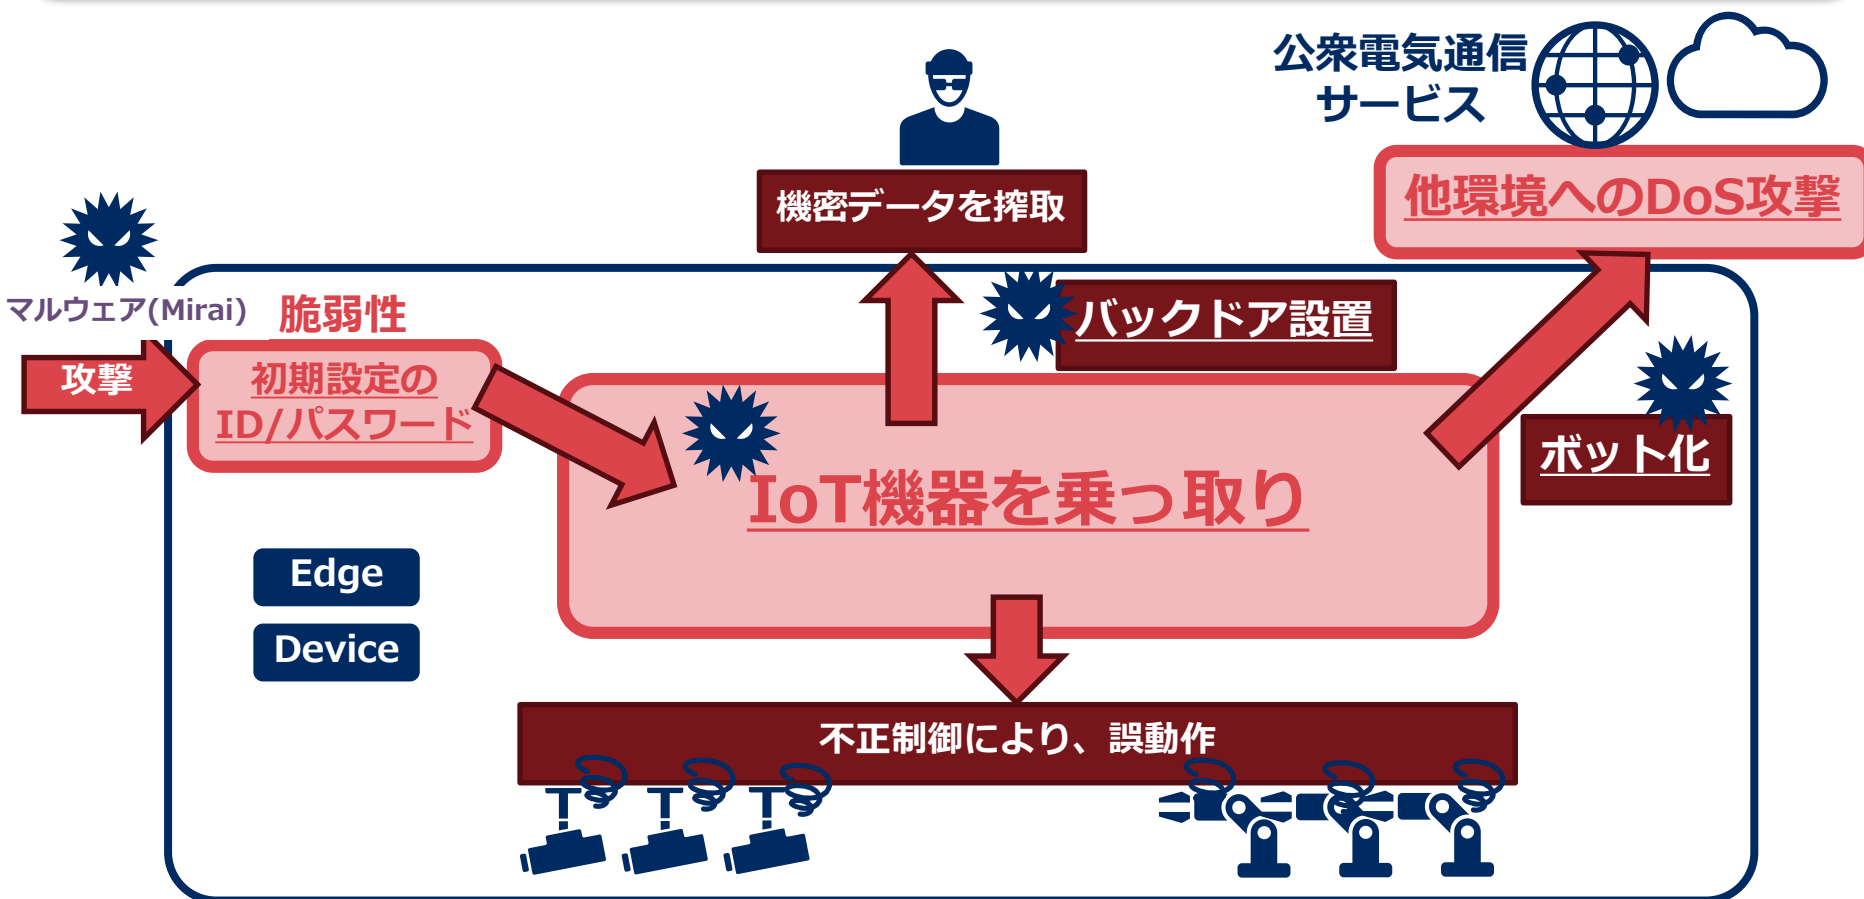 公衆電気通信
サービス
機密データを搾取
他環境へのDoS攻撃
マルウェア(Mirai)
脆弱性
バックドア設置
攻撃
初期設定の
ID/パスワード
ボット化
IoT機器を乗っ取り
Edge
Device
不正制御により、誤動作